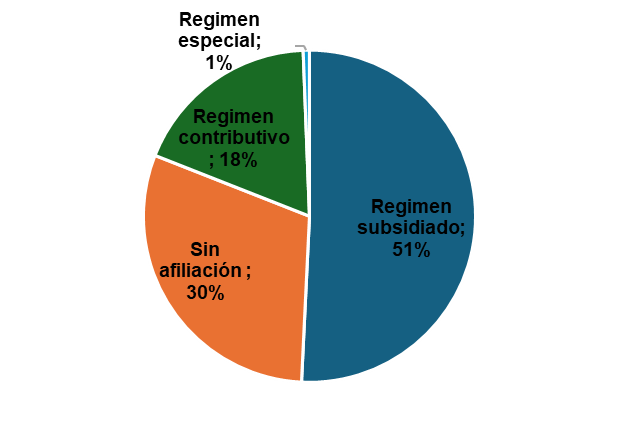 Regimen
especial;
1%
Regimen
contributivo
; 18%
Regimen
subsidiado;
51%
Sin
afiliación ;
30%